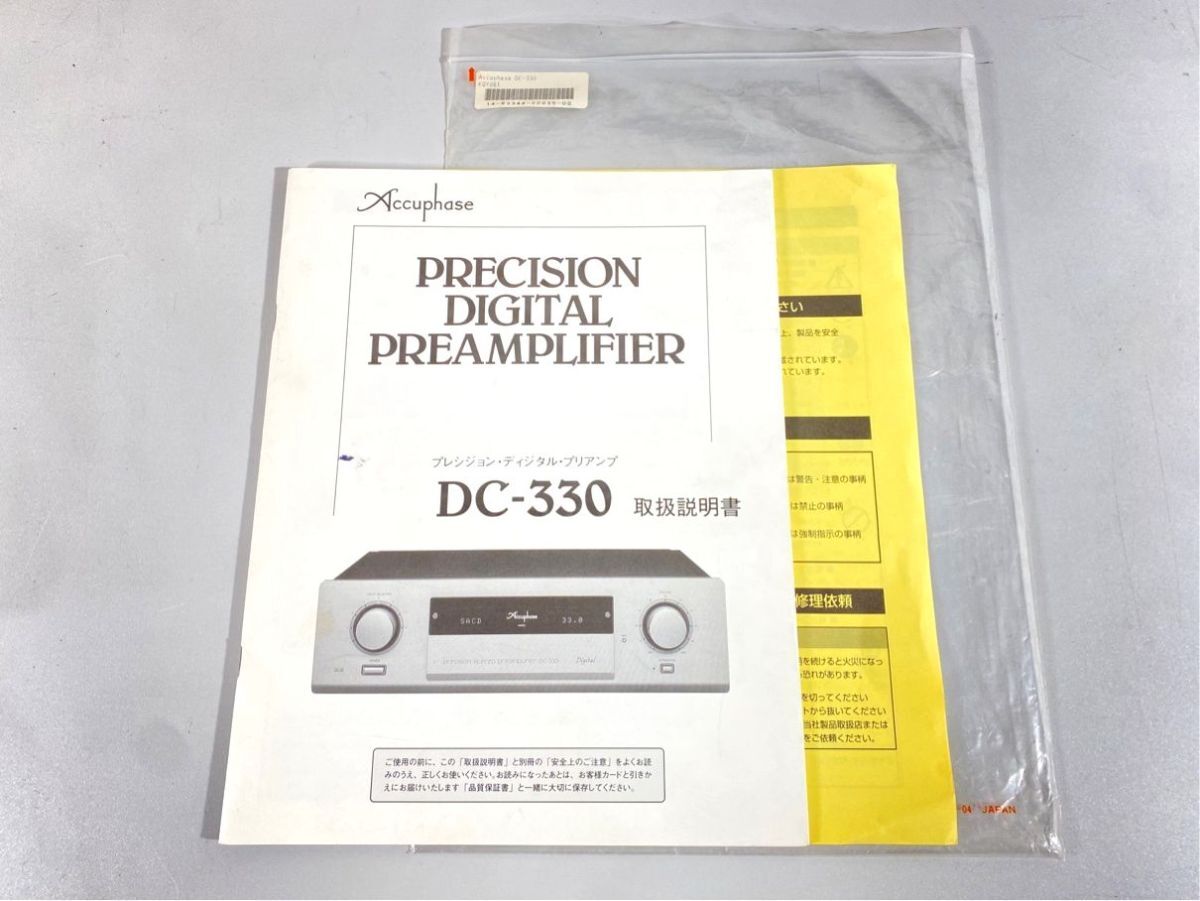 Accuphase DC-330
Accuphase
PRECISION
DIGITAL
PREAMPLIFIER
プレシジョン・ディジタル・プリアンプ
DC-330 取扱説明書
Accuphase
SACD
33.0
Digital
ご使用の前に、この「取扱説明書」と別冊の「安全上のご注意」をよくお読
みのうえ、正しくお使いください。お読みになったあとは、お客様カードと引きか
えにお届けいたします「品質保証書」と一緒に大切に保存してください。
さい
上、製品を安全
されています。
れています。
は警告・注意の事柄
は禁止の事柄
は強制指示の事柄
修理依頼
を続けると火災になっ
恐れがあります。
を切ってください
トから抜いてください
当社製品取扱店または
をご依頼ください。
-04 JAPAN